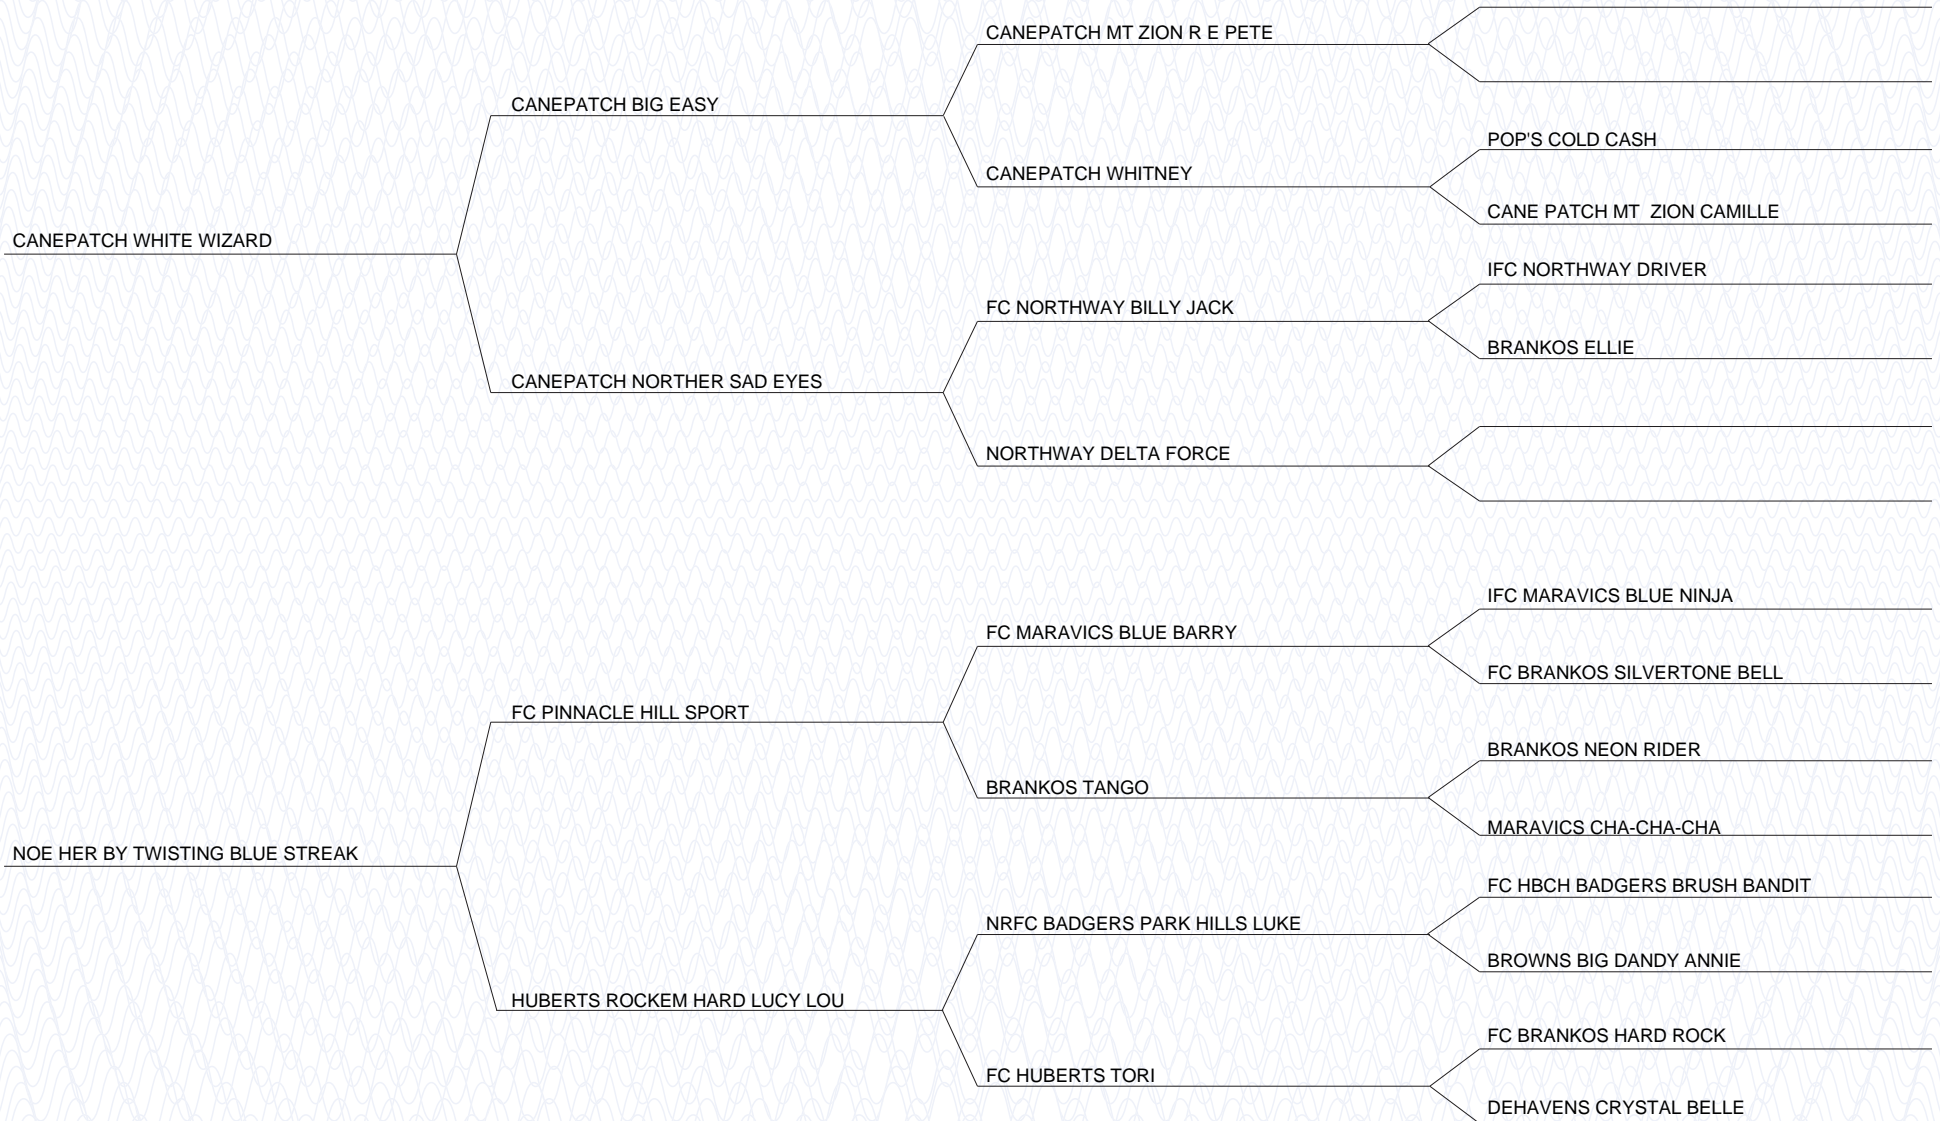 CANEPATCH MT ZION R E PETE
CANEPATCH BIG EASY
POP'S COLD CASH
CANEPATCH WHITNEY
CANE PATCH MT  ZION CAMILLE
CANEPATCH WHITE WIZARD
IFC NORTHWAY DRIVER
FC NORTHWAY BILLY JACK
BRANKOS ELLIE
CANEPATCH NORTHER SAD EYES
NORTHWAY DELTA FORCE
IFC MARAVICS BLUE NINJA
FC MARAVICS BLUE BARRY
FC BRANKOS SILVERTONE BELL
FC PINNACLE HILL SPORT
BRANKOS NEON RIDER
BRANKOS TANGO
MARAVICS CHA-CHA-CHA
NOE HER BY TWISTING BLUE STREAK
FC HBCH BADGERS BRUSH BANDIT
NRFC BADGERS PARK HILLS LUKE
BROWNS BIG DANDY ANNIE
HUBERTS ROCKEM HARD LUCY LOU
FC BRANKOS HARD ROCK
FC HUBERTS TORI
DEHAVENS CRYSTAL BELLE